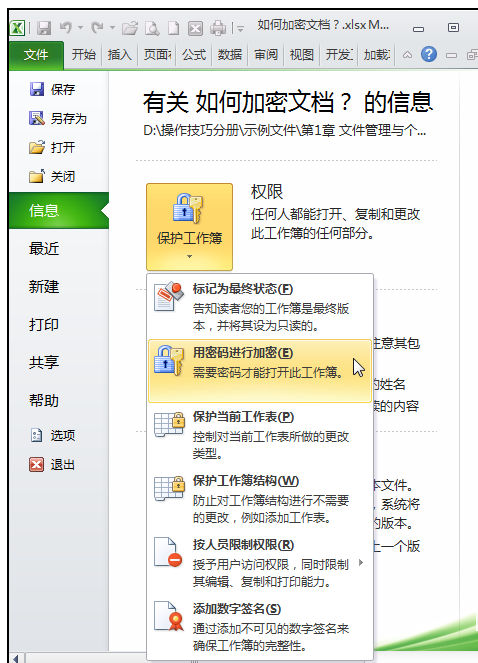 如何加密文档？.xlsx M...
文件 开始 插入 页面 公式 数据 审阅 视图 开发 加载
保存
另存为
打开
关闭
信息
最近
新建
打印
共享
帮助
选项
退出
有关 如何加密文档？ 的信息
D:\操作技巧分册\示例文件\第1章 文件管理与个...
保护工作簿
权限
任何人都能打开、复制和更改
此工作簿的任何部分。
标记为最终状态(F)
告知读者您的工作簿是最终版
本，并将其设为只读的。
用密码进行加密(E)
需要密码才能打开此工作簿。
保护当前工作表(P)
控制对当前工作表所做的更改
类型。
保护工作簿结构(W)
防止对工作簿结构进行不需要
的更改，例如添加工作表。
按人员限制权限(R)
授予用户访问权限，同时限制
其编辑、复制和打印能力。
添加数字签名(S)
通过添加不可见的数字签名来
确保工作簿的完整性。
注意其包
的姓名
读的内容
本文件。
，系统将
的版本。
上一个版